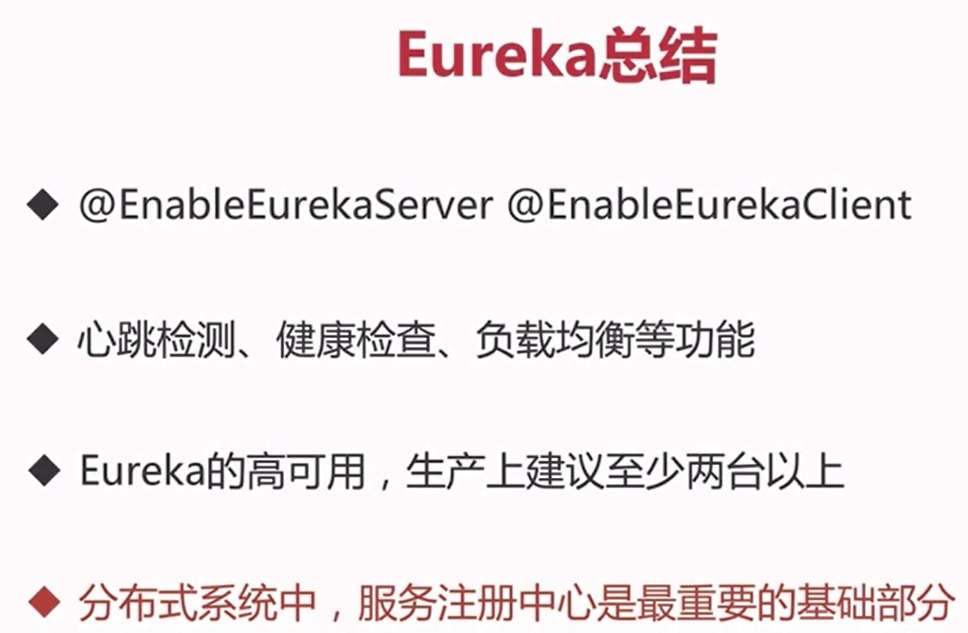 Eureka总结
◆ @EnableEurekaServer @EnableEurekaClient
◆ 心跳检测、健康检查、负载均衡等功能
◆ Eureka的高可用，生产上建议至少两台以上
◆ 分布式系统中，服务注册中心是最重要的基础部分